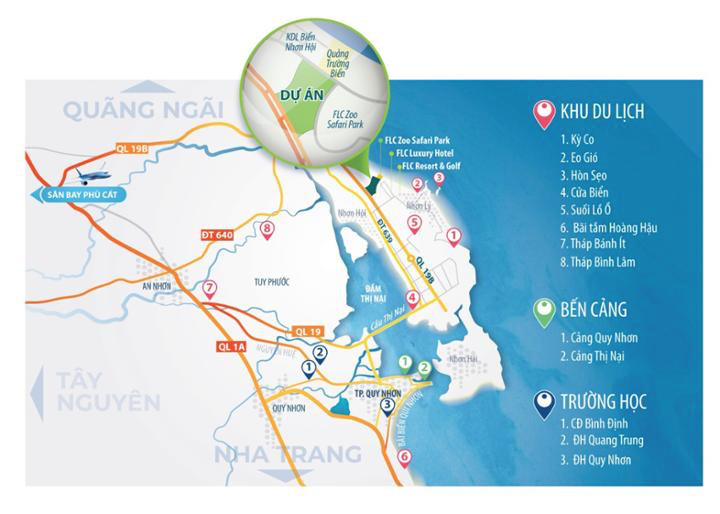 KDL Biển
Nhơn Hội
Quảng
Trường
Biển
DỰ ÁN
FLC Zoo
Safari Park
QUÃNG NGÃI
QL 19B
SÂN BAY PHÙ CÁT
FLC Zoo Safari Park
FLC Luxury Hotel
FLC Resort & Golf
2
3
Nhơn Lý
Nhơn Hội
5
1
ĐT 639
QL 19B
ĐT 640
8
AN NHƠN
TUY PHƯỚC
ĐẦM
THỊ NẠI
7
4
Cầu Thị Nại
QL 19
QL 1A
NGUYỄN HUỆ
2
1
1
2
Nhơn Hải
TÂY
NGUYÊN
QUY NHƠN
TP. QUY NHƠN
3
BÃI BIỂN QUY NHƠN
6
NHA TRANG
KHU DU LỊCH
1. Kỳ Co
2. Eo Gió
3. Hòn Sẹo
4. Cửa Biển
5. Suối Lồ Ồ
6. Bãi tắm Hoàng Hậu
7. Tháp Bánh Ít
8. Tháp Bình Lâm
BẾN CẢNG
1. Cảng Quy Nhơn
2. Cảng Thị Nại
TRƯỜNG HỌC
1. CĐ Bình Định
2. ĐH Quang Trung
3. ĐH Quy Nhơn